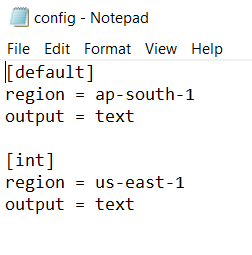 config - Notepad
File Edit Format View Help
[default]
region = ap-south-1
output = text

[int]
region = us-east-1
output = text